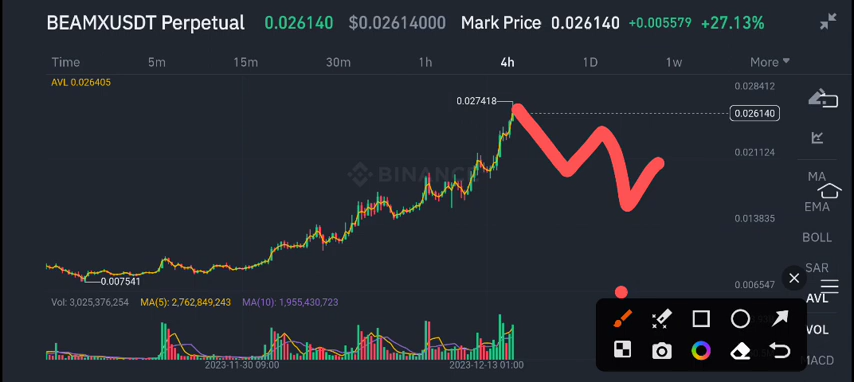 BEAMXUSDT Perpetual 0.026140 $0.02614000 Mark Price 0.026140 +0.005579 +27.13%
Time 5m 15m 30m 1h 4h 1D 1w More
AVL 0.026405
0.028412
0.027418
0.026140
0.021124
BINANCE
MA
EMA
0.013835
BOLL
SAR
0.007541
0.006547
AVL
Vol: 3,025,376,254 MA(5): 2,762,849,243 MA(10): 1,955,430,723
VOL
MACD
2023-11-30 09:00 2023-12-13 01:00